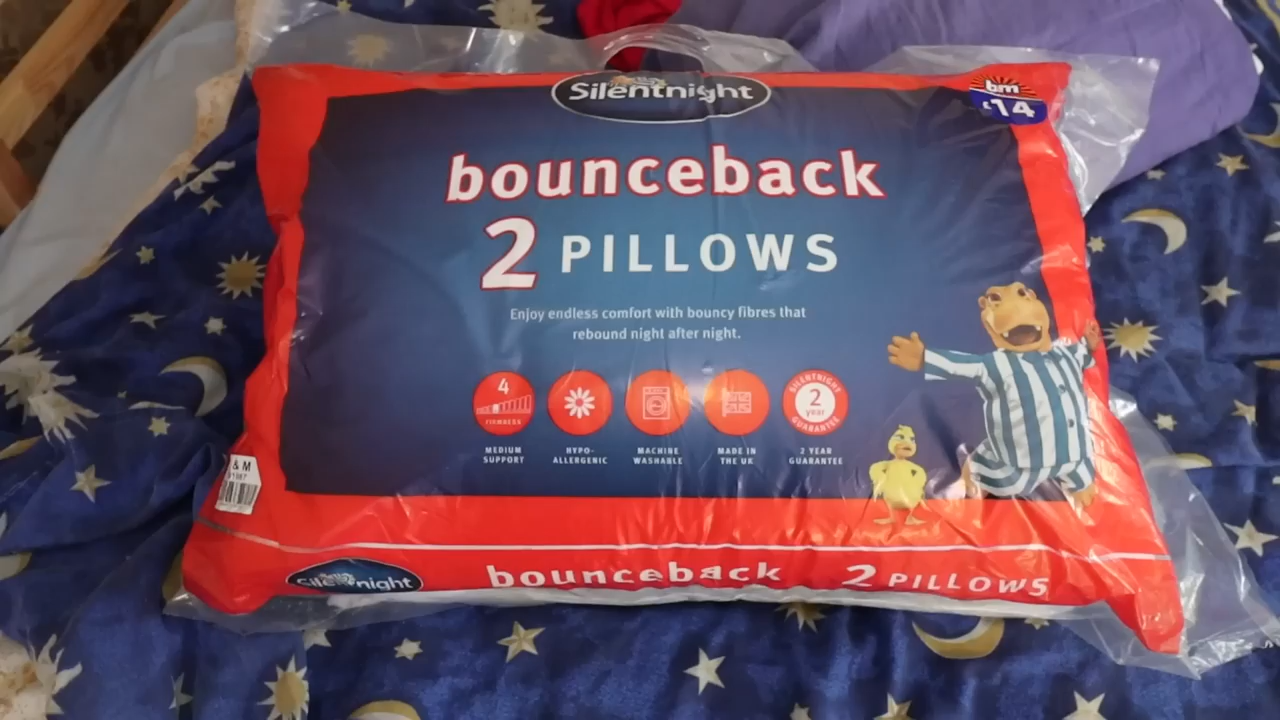 Silentnight
bm
£14
bounceback
2 PILLOWS
Enjoy endless comfort with bouncy fibres that
rebound night after night.
4
FIRMNESS
SILENTNIGHT
2
year
GUARANTEE
MEDIUM
SUPPORT
HYPO-
ALLERGENIC
MACHINE
WASHABLE
MADE IN
THE UK
2 YEAR
GUARANTEE
& M
Silentnight
bounceback 2 PILLOWS